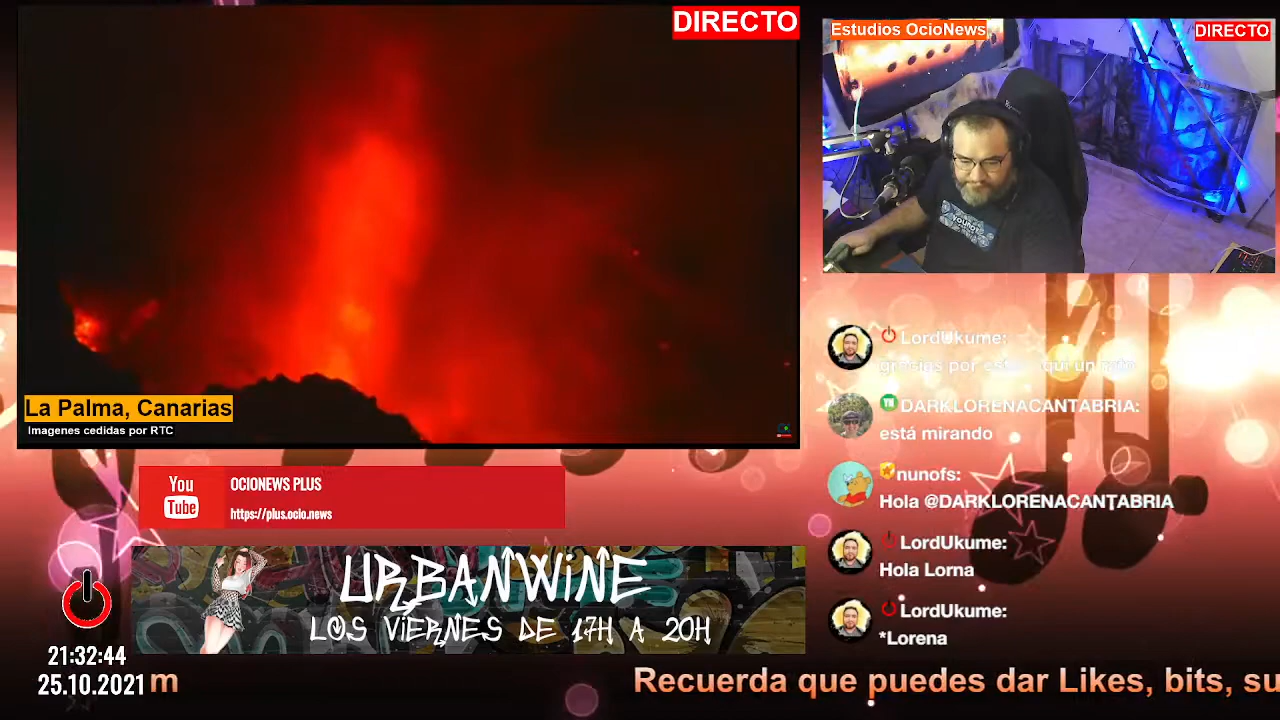 DIRECTO
La Palma, Canarias
Imagenes cedidas por RTC
Estudios OcioNews
DIRECTO
LordUkume:
DARKLORENACANTABRIA:
está mirando
nunofs:
Hola @DARKLORENACANTABRIA
LordUkume:
Hola Lorna
LordUkume:
*Lorena
You
Tube
OCIONEWS PLUS
https://plus.ocio.news
URBANWiNE
LOS ViERNES DE 17H A 20H
21:32:44
25.10.2021
m Recuerda que puedes dar Likes, bits, su